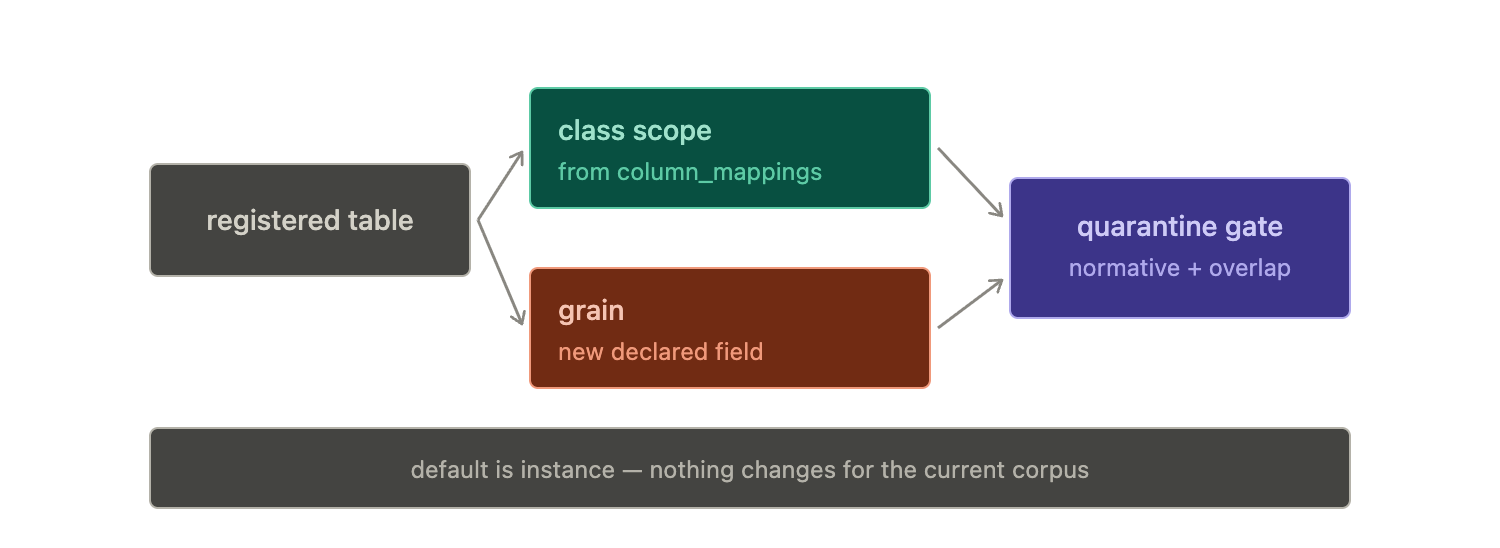 class scope
from column_mappings
registered table
quarantine gate
normative + overlap
grain
new declared field
default is instance — nothing changes for the current corpus